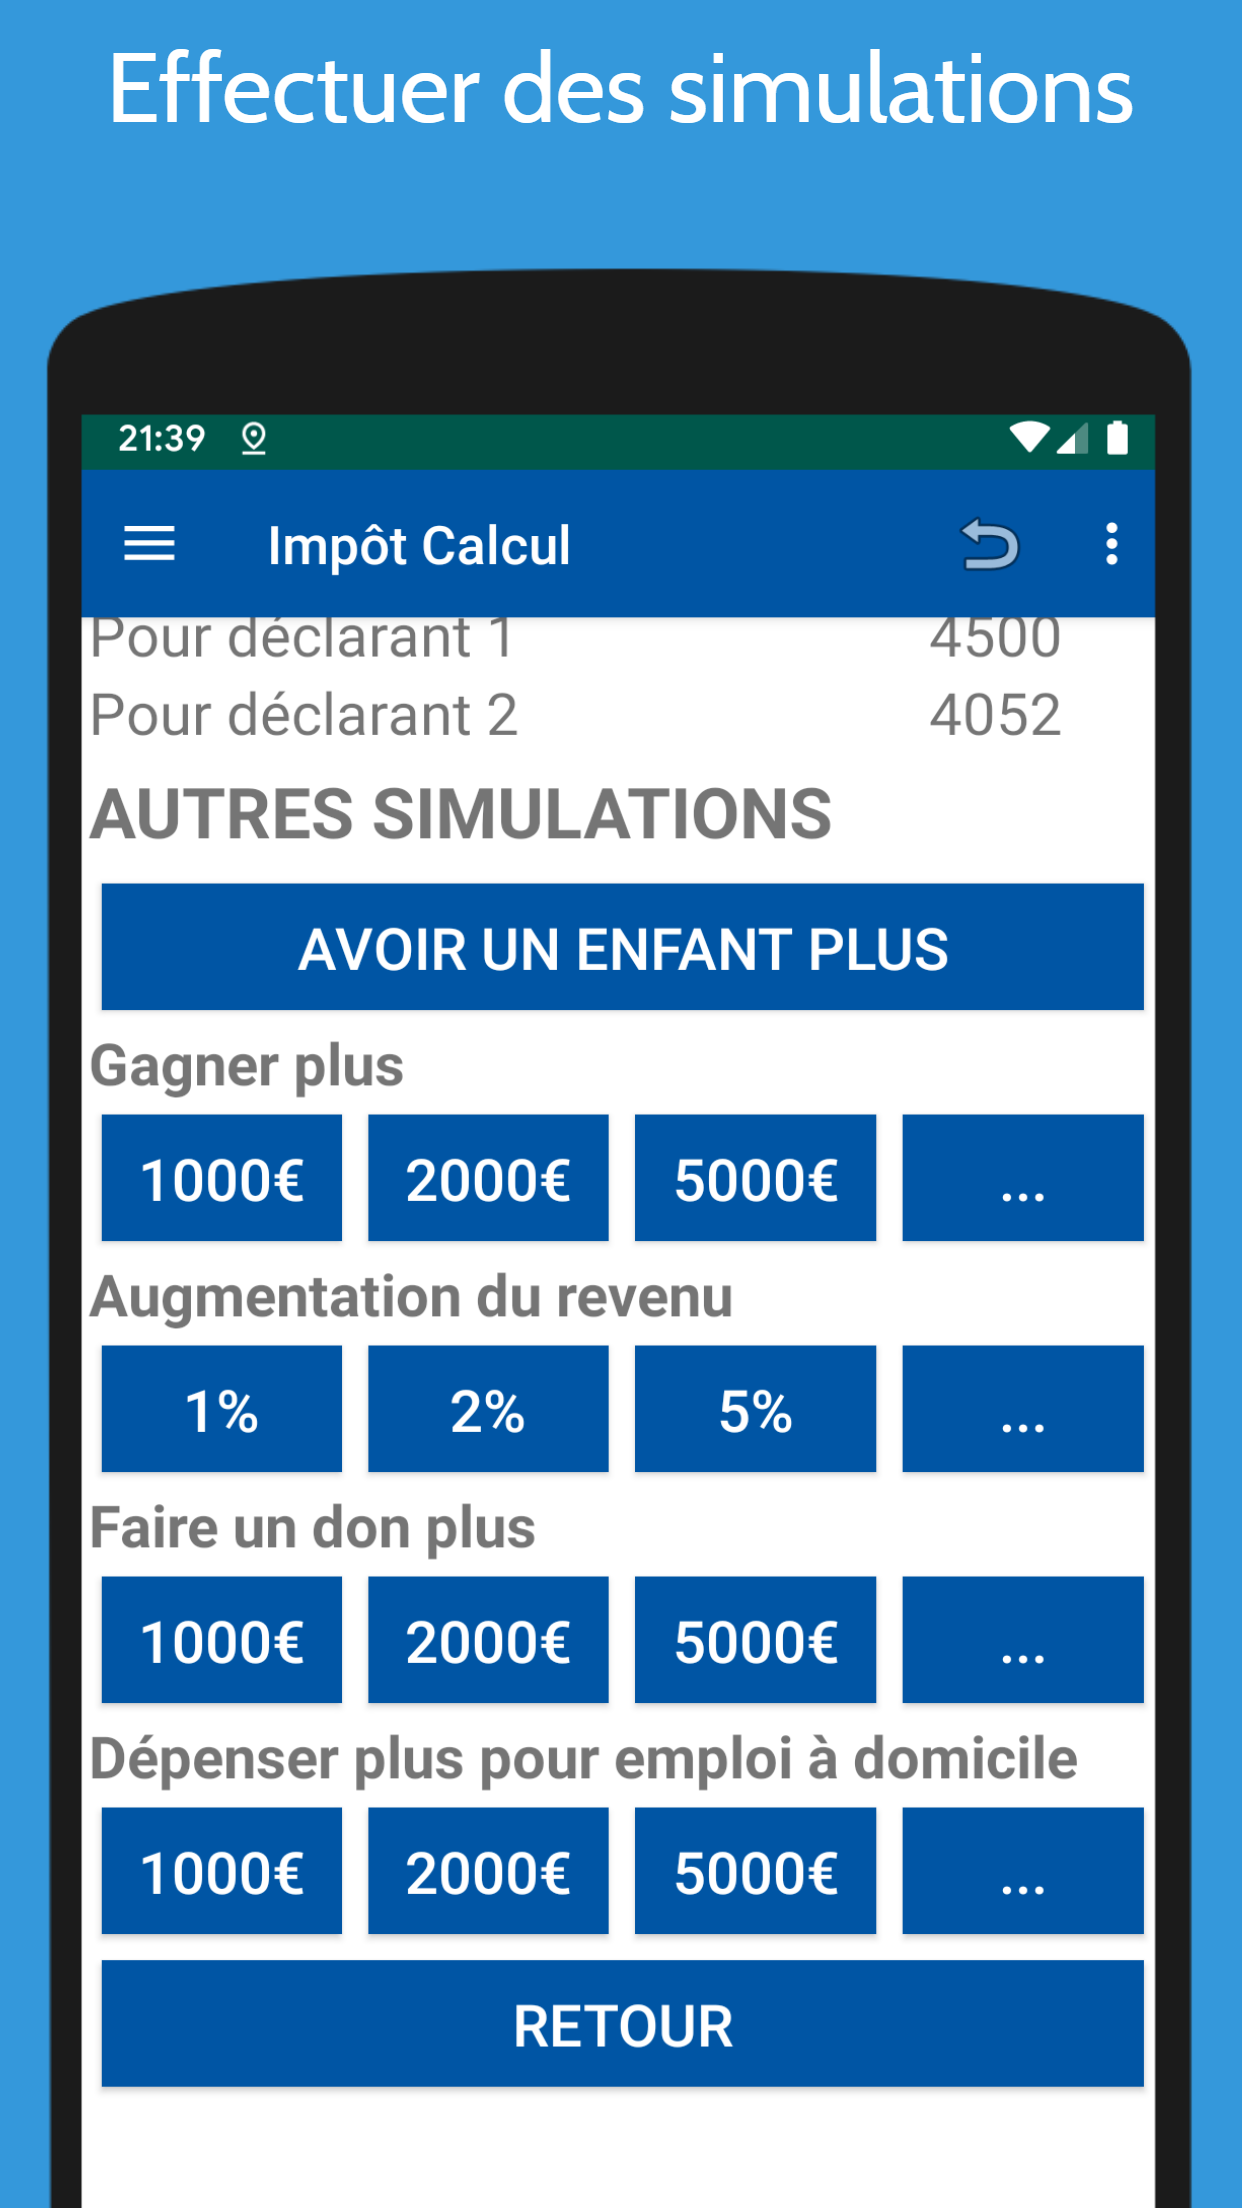 Effectuer des simulations
21:39
Impôt Calcul
Pour déclarant 1 4500
Pour déclarant 2 4052
AUTRES SIMULATIONS
AVOIR UN ENFANT PLUS
Gagner plus
1000€ 2000€ 5000€ ...
Augmentation du revenu
1% 2% 5% ...
Faire un don plus
1000€ 2000€ 5000€ ...
Dépenser plus pour emploi à domicile
1000€ 2000€ 5000€ ...
RETOUR